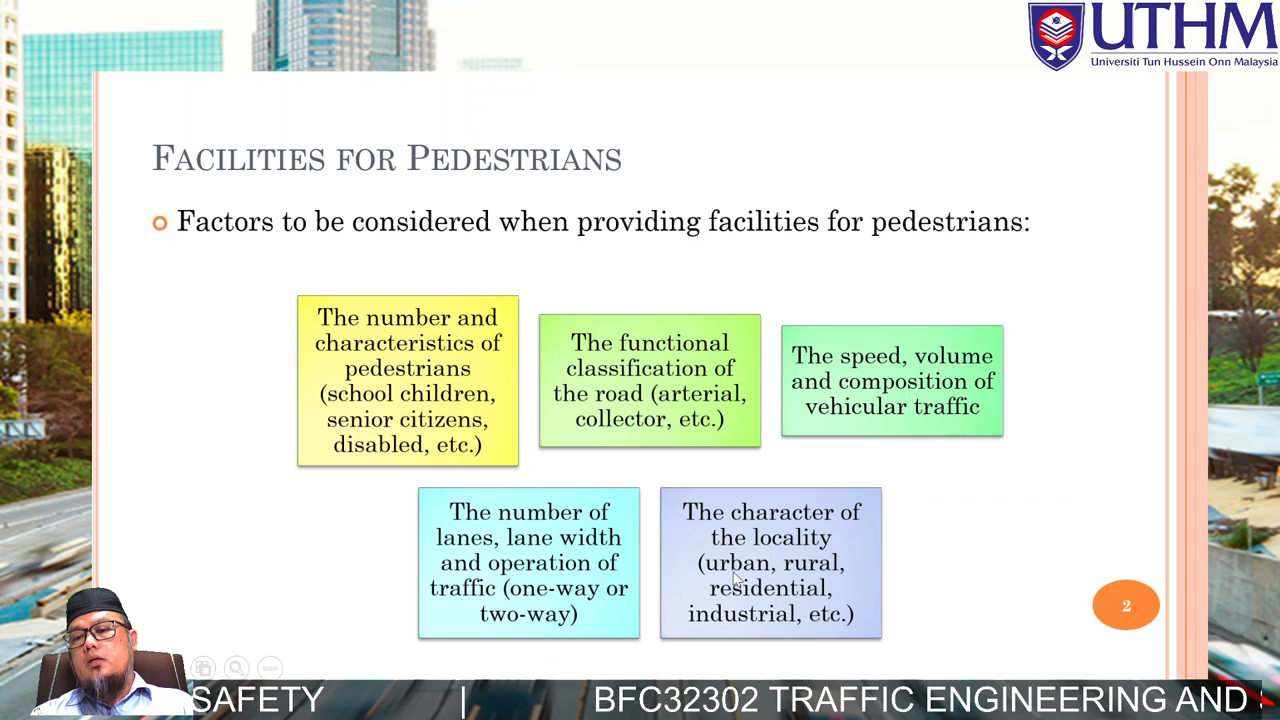 UTHM
Universiti Tun Hussein Onn Malaysia
FACILITIES FOR PEDESTRIANS
Factors to be considered when providing facilities for pedestrians:
The number and
characteristics of
pedestrians
(school children,
senior citizens,
disabled, etc.)
The functional
classification of
the road (arterial,
collector, etc.)
The speed, volume
and composition of
vehicular traffic
The number of
lanes, lane width
and operation of
traffic (one-way or
two-way)
The character of
the locality
(urban, rural,
residential,
industrial, etc.)
2
SAFETY | BFC32302 TRAFFIC ENGINEERING AND